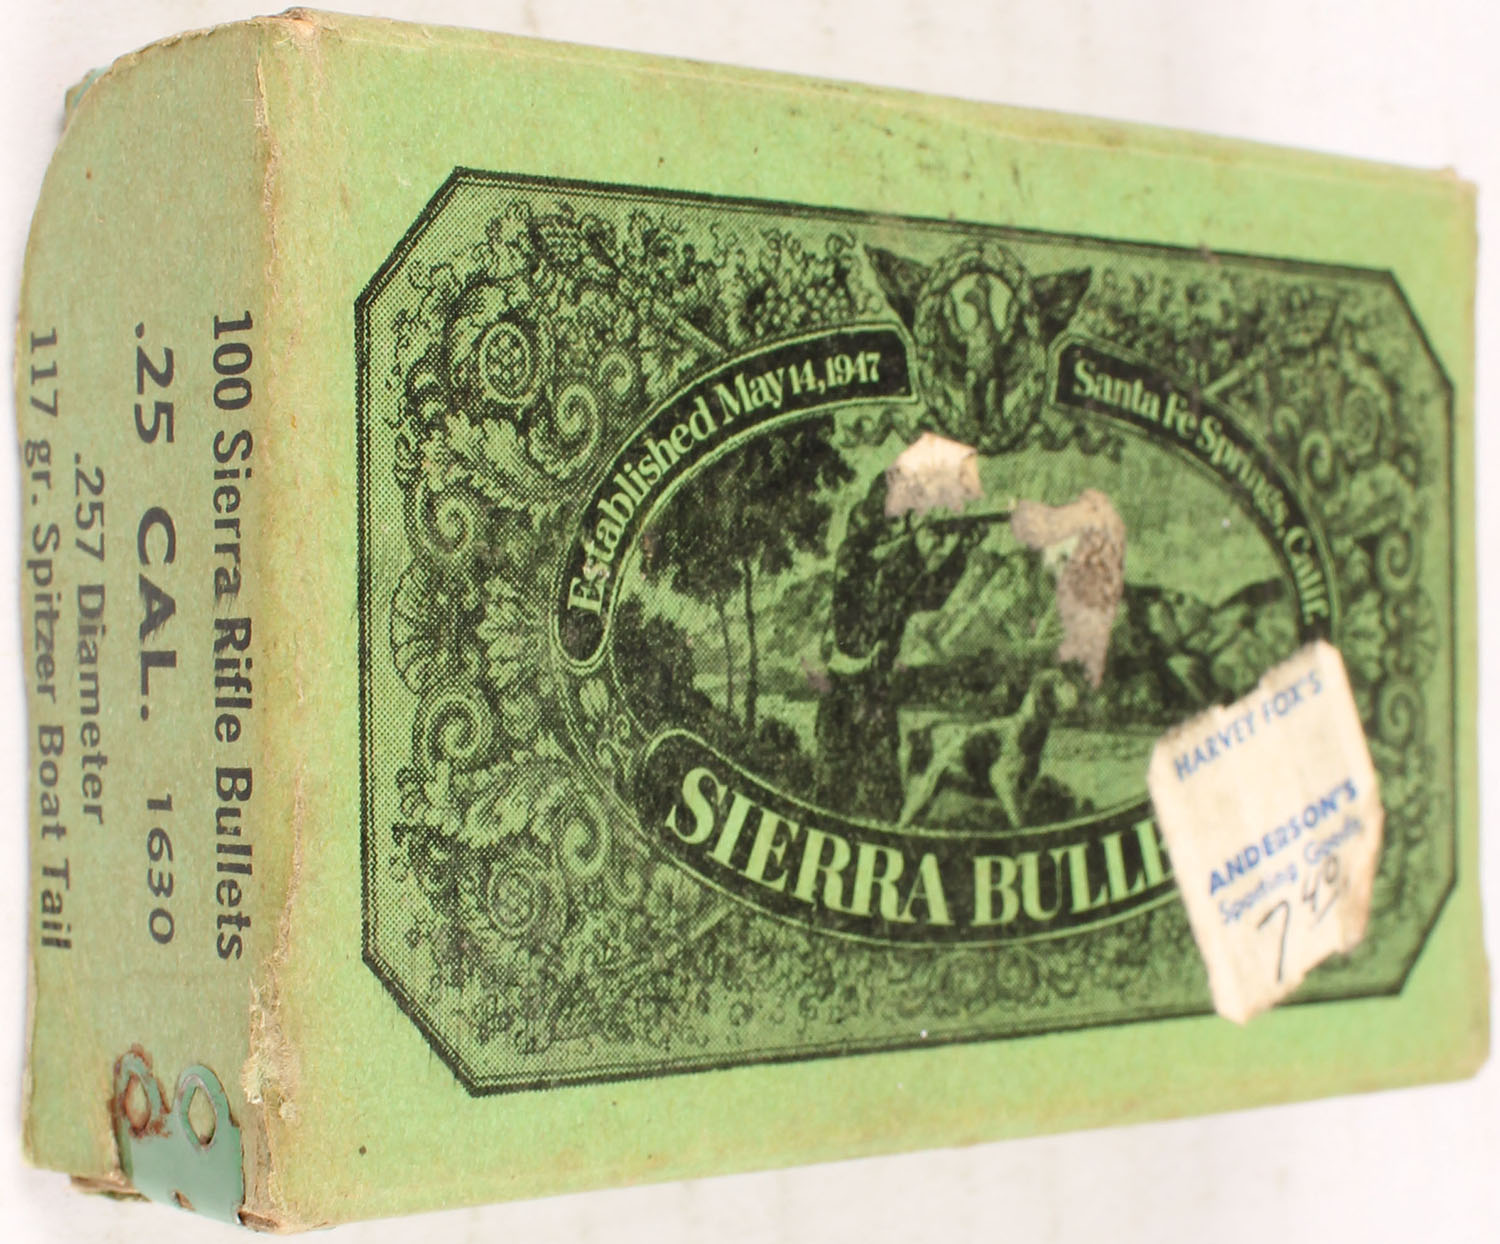 100 Sierra Rifle Bullets
.25 CAL. 1630
.257 Diameter
117 gr. Spitzer Boat Tail
Established May 14, 1947
Santa Fe Springs, Calif.
SIERRA BULLE
HARVEY FOX'S
ANDERSON'S
Sporting Goods
7 40